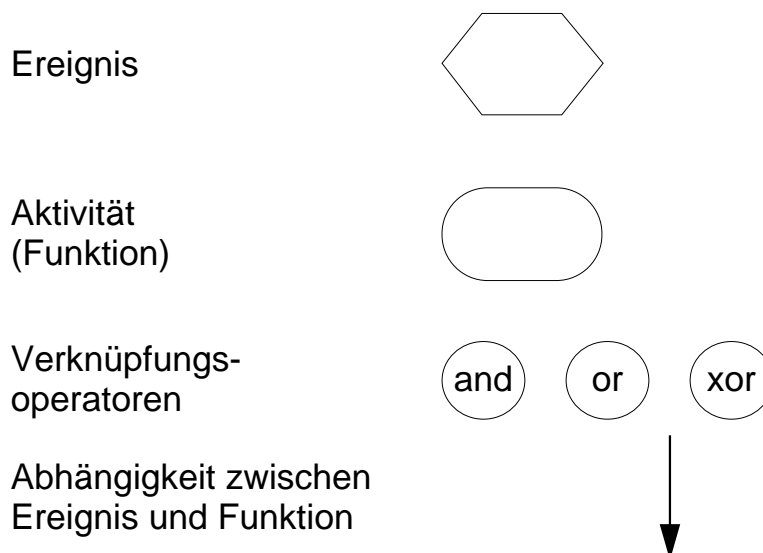 Ereignis
Aktivität
(Funktion)
Verknüpfungs-
operatoren
and or xor
Abhängigkeit zwischen
Ereignis und Funktion